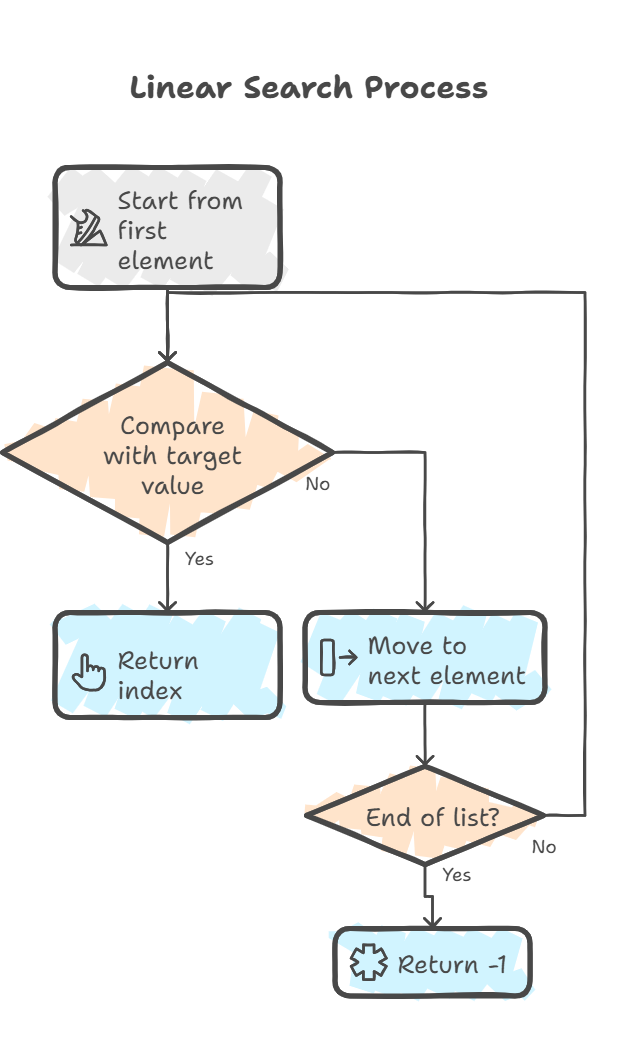 Linear Search Process
Start from
first
element
Compare
with target
value
No
Yes
Return
index
Move to
next element
End of list?
No
Yes
Return -1